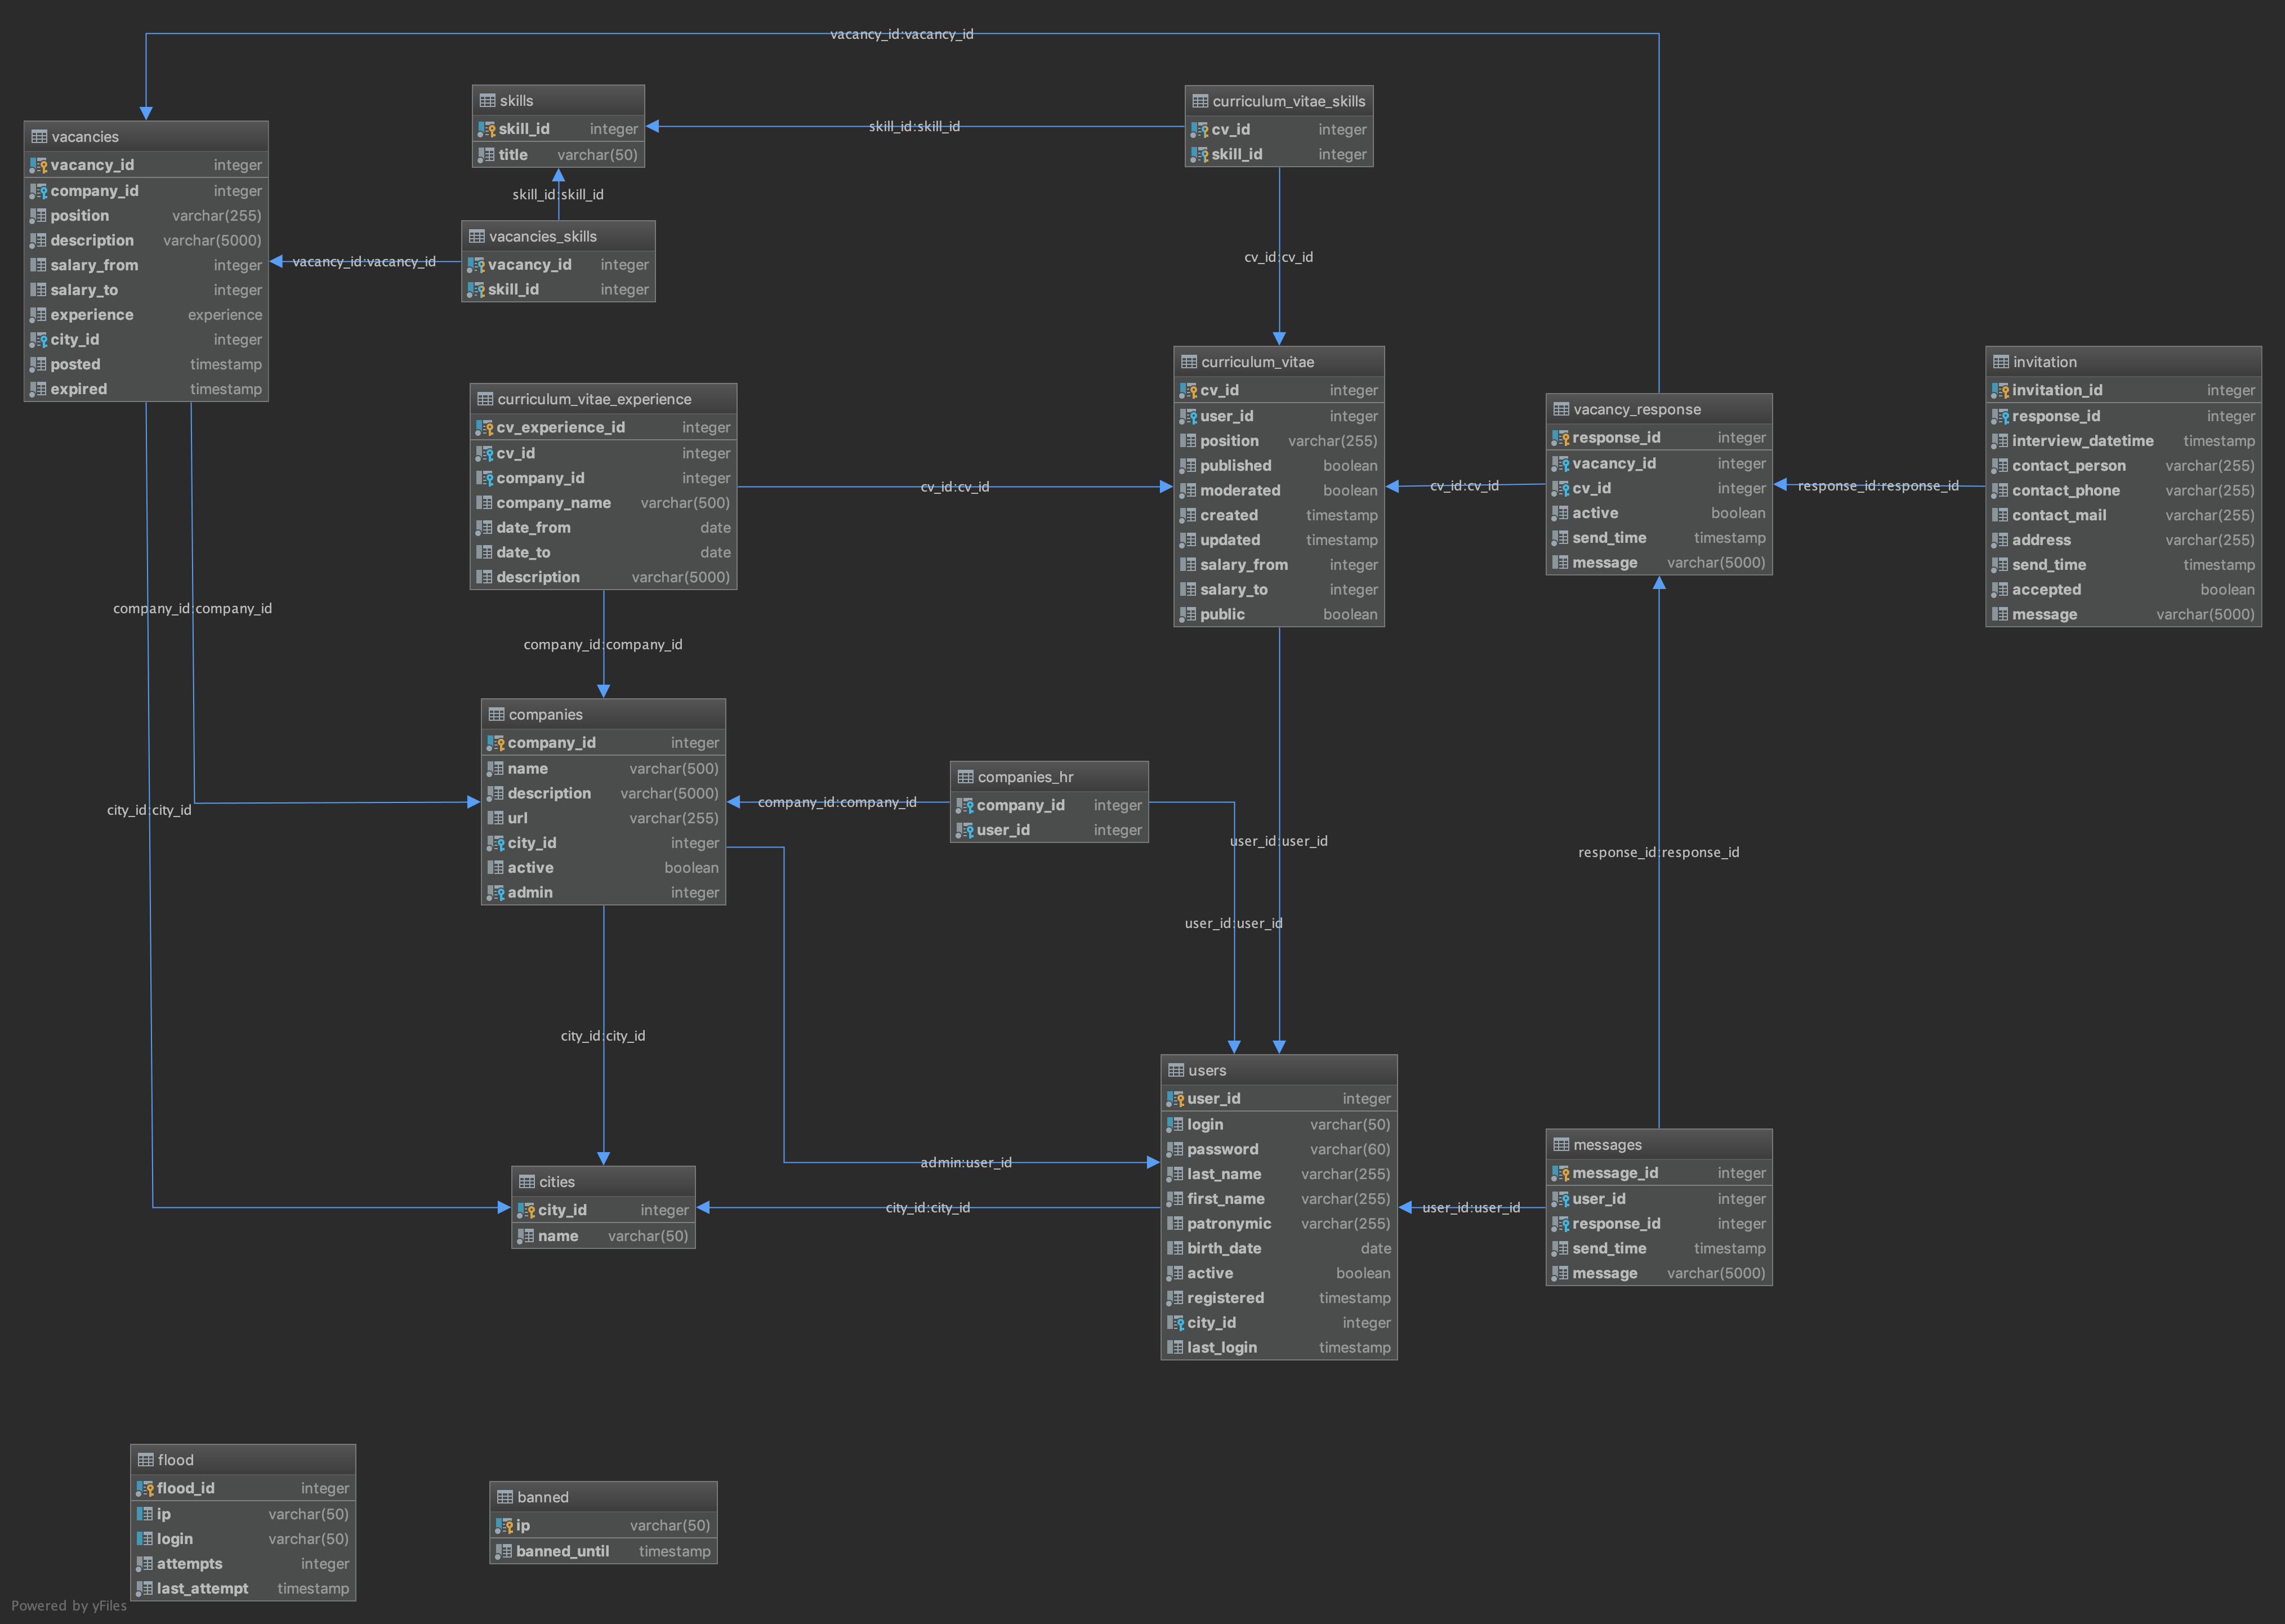 vacancy_id:vacancy_id
skills
skill_id integer
title varchar(50)
skill_id:skill_id
curriculum_vitae_skills
cv_id integer
skill_id integer
vacancies
vacancy_id integer
company_id integer
position varchar(255)
description varchar(5000)
salary_from integer
salary_to integer
experience experience
city_id integer
posted timestamp
expired timestamp
skill_id:skill_id
vacancies_skills
vacancy_id integer
skill_id integer
vacancy_id:vacancy_id
cv_id:cv_id
curriculum_vitae_experience
cv_experience_id integer
cv_id integer
company_id integer
company_name varchar(500)
date_from date
date_to date
description varchar(5000)
cv_id:cv_id
curriculum_vitae
cv_id integer
user_id integer
position varchar(255)
published boolean
moderated boolean
created timestamp
updated timestamp
salary_from integer
salary_to integer
public boolean
cv_id:cv_id
vacancy_response
response_id integer
vacancy_id integer
cv_id integer
active boolean
send_time timestamp
message varchar(5000)
response_id:response_id
invitation
invitation_id integer
response_id integer
interview_datetime timestamp
contact_person varchar(255)
contact_phone varchar(255)
contact_mail varchar(255)
address varchar(255)
send_time timestamp
accepted boolean
message varchar(5000)
company_id:company_id
company_id:company_id
companies
company_id integer
name varchar(500)
description varchar(5000)
url varchar(255)
city_id integer
active boolean
admin integer
city_id:city_id
company_id:company_id
companies_hr
company_id integer
user_id integer
user_id:user_id
user_id:user_id
response_id:response_id
city_id:city_id
admin:user_id
cities
city_id integer
name varchar(50)
city_id:city_id
users
user_id integer
login varchar(50)
password varchar(60)
last_name varchar(255)
first_name varchar(255)
patronymic varchar(255)
birth_date date
active boolean
registered timestamp
city_id integer
last_login timestamp
user_id:user_id
messages
message_id integer
user_id integer
response_id integer
send_time timestamp
message varchar(5000)
flood
flood_id integer
ip varchar(50)
login varchar(50)
attempts integer
last_attempt timestamp
banned
ip varchar(50)
banned_until timestamp
Powered by yFiles